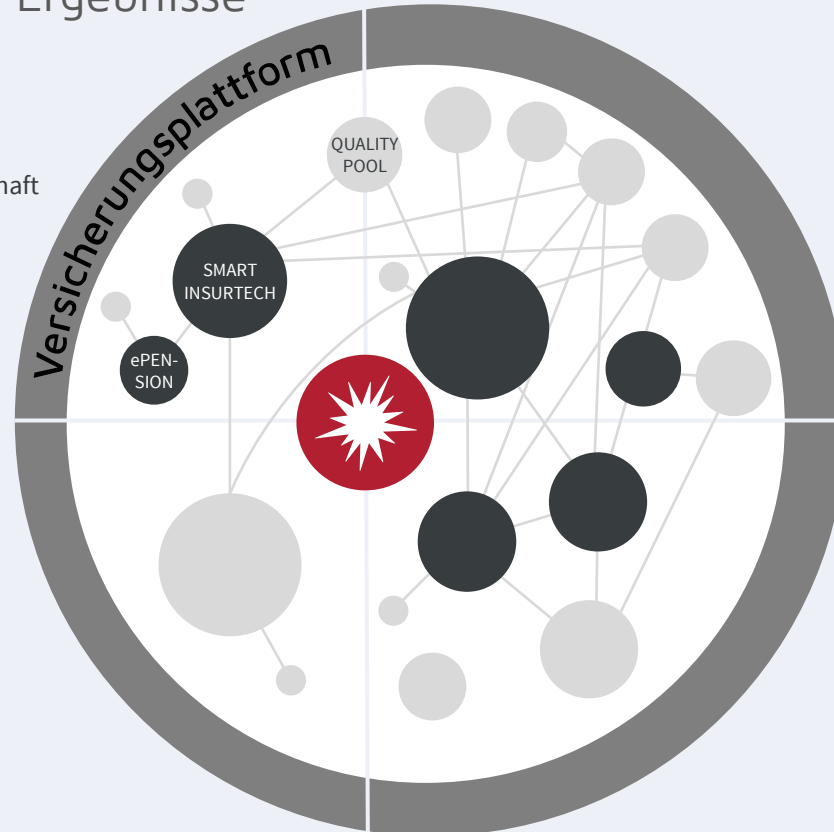 Ergebnisse
Versicherungsplattform
QUALITY
POOL
haft
SMART
INSURTECH
ePEN-
SION